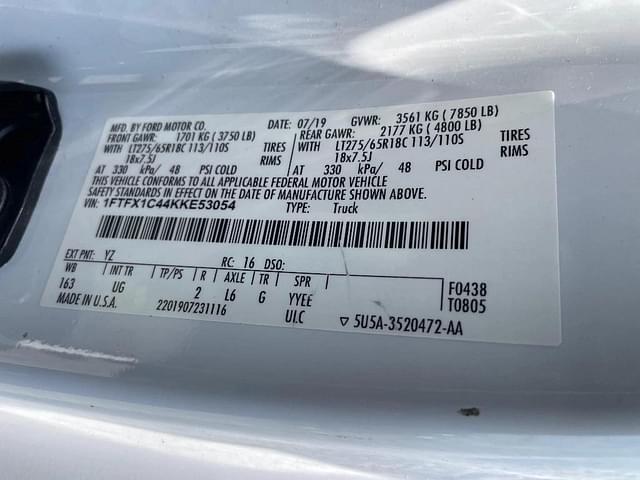 MFD. BY FORD MOTOR CO. DATE: 07/19 GVWR: 3561 KG ( 7850 LB)
FRONT GAWR: 1701 KG ( 3750 LB) REAR GAWR: 2177 KG ( 4800 LB)
WITH LT275/65R18C 113/110S TIRES WITH LT275/65R18C 113/110S TIRES
18x7.5J RIMS 18x7.5J RIMS
AT 330 kPa/ 48 PSI COLD AT 330 kPa/ 48 PSI COLD
THIS VEHICLE CONFORMS TO ALL APPLICABLE FEDERAL MOTOR VEHICLE
SAFETY STANDARDS IN EFFECT ON THE DATE OF MANUFACTURE SHOWN ABOVE.
VIN: 1FTFX1C44KKE53054 TYPE: Truck
EXT PNT: YZ RC: 16 DSO:
WB INT TR TP/PS R AXLE TR SPR F0438
163 UG 2 L6 G YYEE T0805
MADE IN U.S.A. 2201907231116 UI.C ▽ 5U5A-3520472-AA